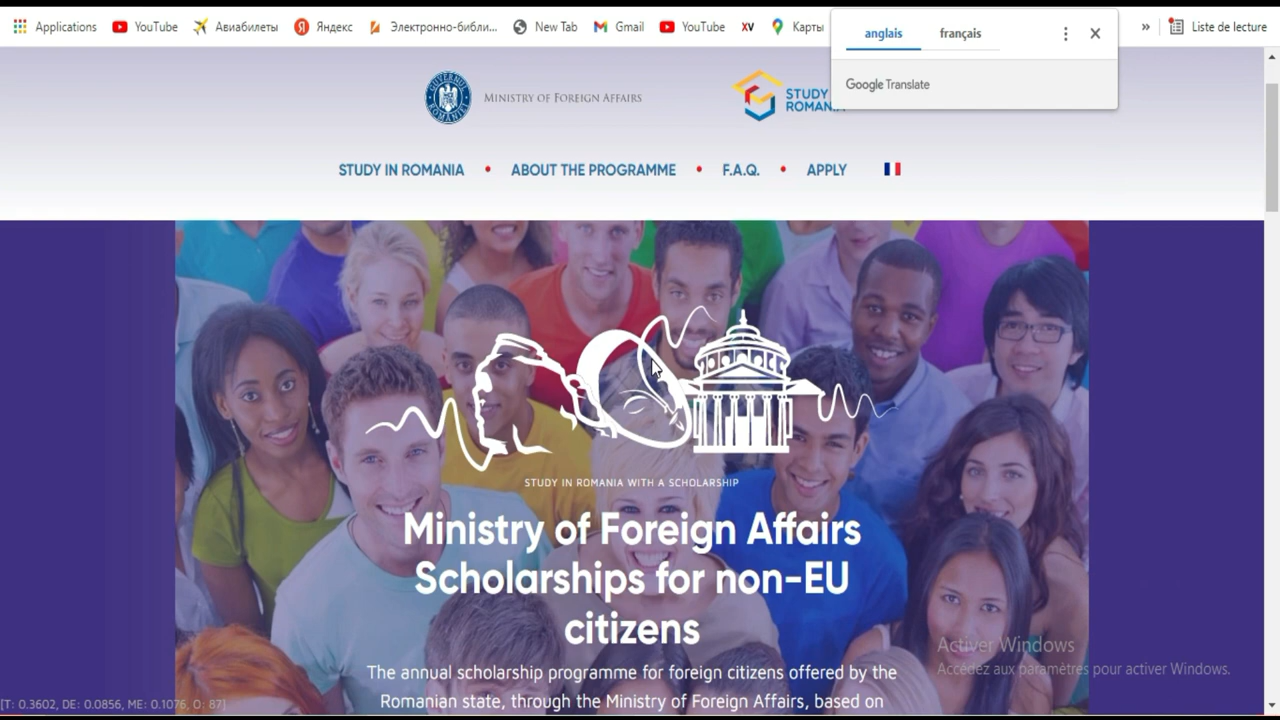 Applications YouTube Авиабилеты Яндекс Электронно-библи... New Tab Gmail YouTube XV Карты » Liste de lecture
anglais français
Google Translate
GUVERNUL ROMÂNIEI
MINISTRY OF FOREIGN AFFAIRS
STUDY
ROMANIA
STUDY IN ROMANIA • ABOUT THE PROGRAMME • F.A.Q. • APPLY
STUDY IN ROMANIA WITH A SCHOLARSHIP
Ministry of Foreign Affairs
Scholarships for non-EU
citizens
The annual scholarship programme for foreign citizens offered by the
Romanian state, through the Ministry of Foreign Affairs, based on
Activer Windows
Accédez aux paramètres pour activer Windows.
[T: 0.3602, DE: 0.0856, ME: 0.1076, O: 87]